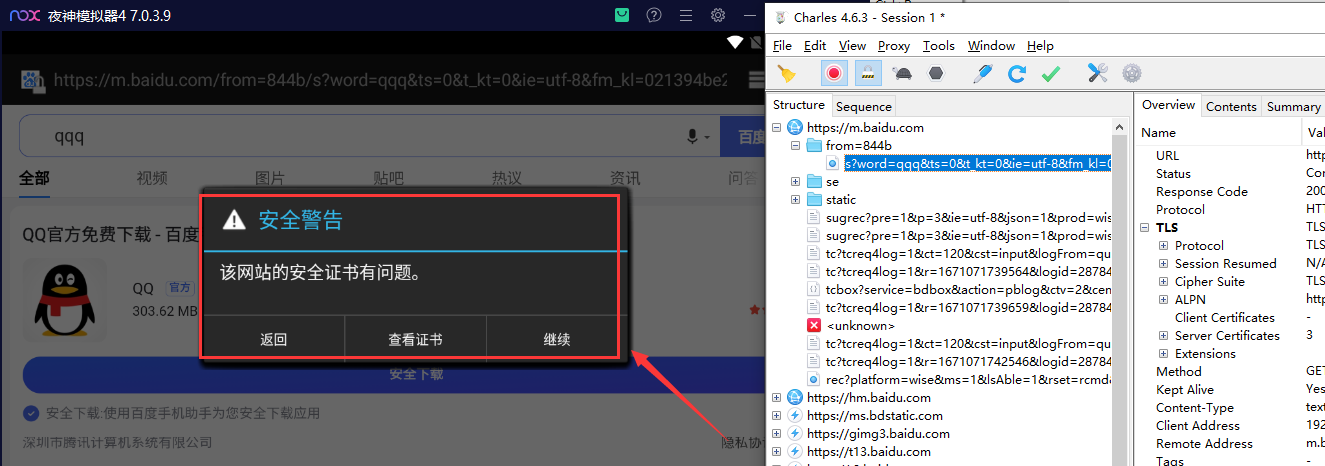 nox 夜神模拟器4 7.0.3.9
https://m.baidu.com/from=844b/s?word=qqq&ts=0&t_kt=0&ie=utf-8&fm_kl=021394be2
qqq
百度
全部 视频 图片 贴吧 热议 资讯 问答
QQ官方免费下载 - 百度
QQ 官方
303.62 MB
安全下载
安全下载:使用百度手机助手为您安全下载应用
深圳市腾讯计算机系统有限公司
隐私协
安全警告
该网站的安全证书有问题。
返回 查看证书 继续
Charles 4.6.3 - Session 1 *
File Edit View Proxy Tools Window Help
Structure Sequence
https://m.baidu.com
from=844b
s?word=qqq&ts=0&t_kt=0&ie=utf-8&fm_kl=0
se
static
sugrec?pre=1&p=3&ie=utf-8&json=1&prod=wis
sugrec?pre=1&p=3&ie=utf-8&json=1&prod=wis
tc?tcreq4log=1&ct=120&cst=input&logFrom=qu
tc?tcreq4log=1&r=1671071739564&logid=28784
tcbox?service=bdbox&action=pblog&ctv=2&cen
tc?tcreq4log=1&r=1671071739659&logid=28784
<unknown>
tc?tcreq4log=1&ct=120&cst=input&logFrom=qu
tc?tcreq4log=1&r=1671071742546&logid=28784
rec?platform=wise&ms=1&lsAble=1&rset=rcmd
https://hm.baidu.com
https://ms.bdstatic.com
https://gimg3.baidu.com
https://t13.baidu.com
Overview Contents Summary
Name Val
URL http
Status Con
Response Code 200
Protocol HTT
TLS TLS
Protocol TLS
Session Resumed N/A
Cipher Suite TLS
ALPN http
Client Certificates -
Server Certificates 3
Extensions
Method GET
Kept Alive Yes
Content-Type text
Client Address 192
Remote Address m.b
Tags -